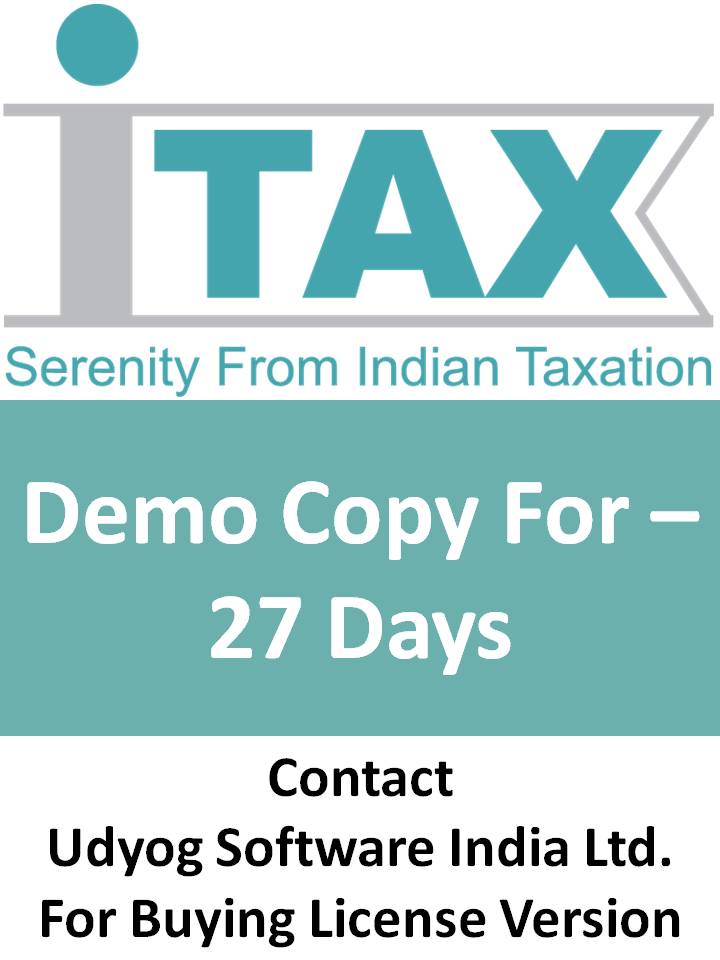 iTAX
Serenity From Indian Taxation
Demo Copy For –
27 Days
Contact
Udyog Software India Ltd.
For Buying License Version